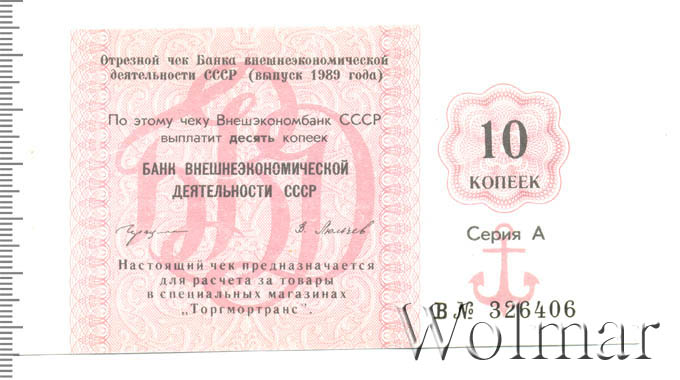 Отрезной чек Банка внешнеэкономической
деятельности СССР (выпуск 1989 года)
По этому чеку Внешэкономбанк СССР
выплатит десять копеек
БАНК ВНЕШНЕЭКОНОМИЧЕСКОЙ
ДЕЯТЕЛЬНОСТИ СССР
Настоящий чек предназначается
для расчета за товары
в специальных магазинах
„Торгмортранс".
10
КОПЕЕК
Серия А
В № 326406
Wolmar